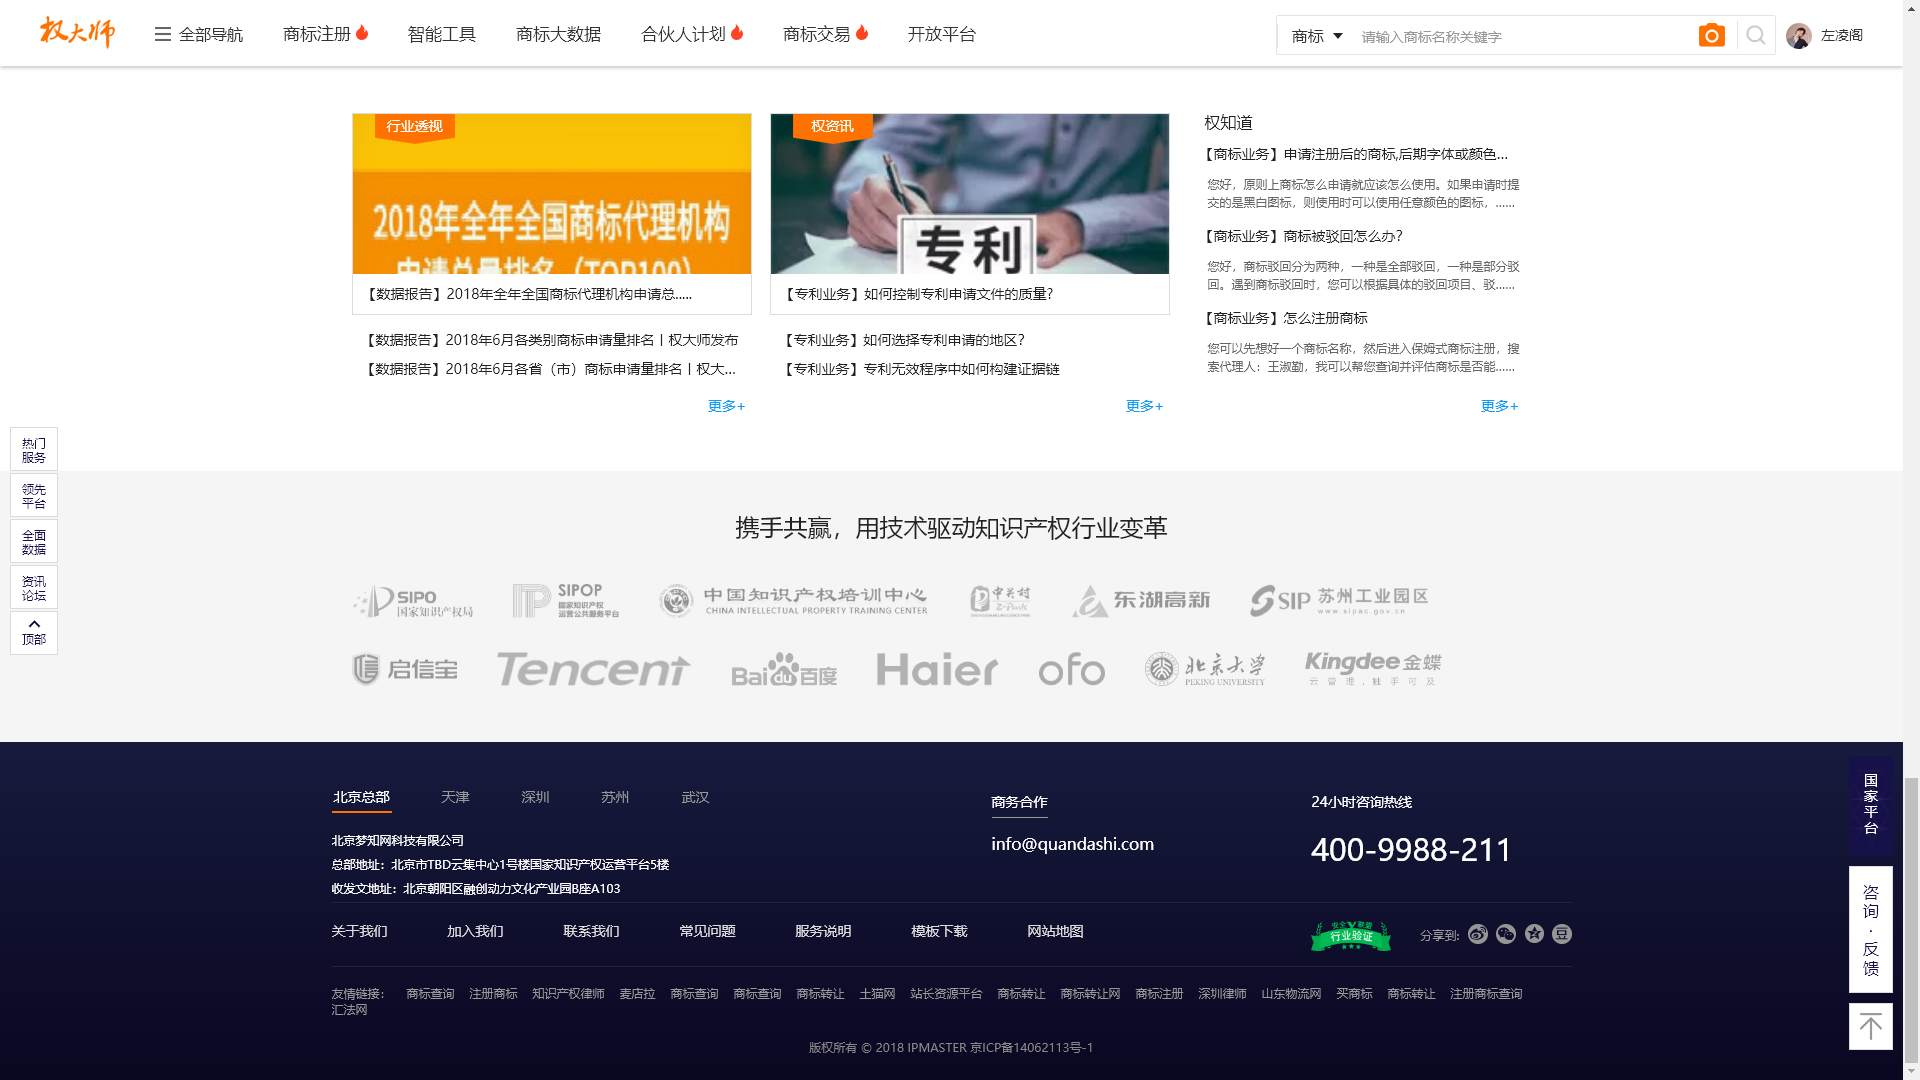 权大师
全部导航
商标注册
智能工具
商标大数据
合伙人计划
商标交易
开放平台
商标
请输入商标名称关键字
左凌阁
行业透视
2018年全年全国商标代理机构
申请总量排名（TOP100）
【数据报告】2018年全年全国商标代理机构申请总.....
【数据报告】2018年6月各类别商标申请量排名丨权大师发布
【数据报告】2018年6月各省（市）商标申请量排名丨权大...
更多+
权资讯
专利
【专利业务】如何控制专利申请文件的质量?
【专利业务】如何选择专利申请的地区?
【专利业务】专利无效程序中如何构建证据链
更多+
权知道
【商标业务】申请注册后的商标,后期字体或颜色...
您好，原则上商标怎么申请就应该怎么使用。如果申请时提
交的是黑白图标，则使用时可以使用任意颜色的图标，......
【商标业务】商标被驳回怎么办?
您好，商标驳回分为两种，一种是全部驳回，一种是部分驳
回。遇到商标驳回时，您可以根据具体的驳回项目、驳......
【商标业务】怎么注册商标
您可以先想好一个商标名称，然后进入保姆式商标注册，搜
索代理人：王淑勤，我可以帮您查询并评估商标是否能......
更多+
热门
服务
领先
平台
全面
数据
资讯
论坛
顶部
携手共赢，用技术驱动知识产权行业变革
SIPO
国家知识产权局
SIPOP
国家知识产权
运营公共服务平台
中国知识产权培训中心
CHINA INTELLECTUAL PROPERTY TRAINING CENTER
中关村
Z-Park
东湖高新
SIP 苏州工业园区
www.sipac.gov.cn
启信宝
Tencent
Bai du 百度
Haier
ofo
北京大学
PEKING UNIVERSITY
Kingdee 金蝶
云管理，触手可及
北京总部
天津
深圳
苏州
武汉
北京梦知网科技有限公司
总部地址：北京市TBD云集中心1号楼国家知识产权运营平台5楼
收发文地址：北京朝阳区融创动力文化产业园B座A103
商务合作
info@quandashi.com
24小时咨询热线
400-9988-211
关于我们
加入我们
联系我们
常见问题
服务说明
模板下载
网站地图
安全V联盟
行业验证
分享到:
豆
友情链接：
商标查询
注册商标
知识产权律师
麦店拉
商标查询
商标查询
商标转让
土猫网
站长资源平台
商标转让
商标转让网
商标注册
深圳律师
山东物流网
买商标
商标转让
注册商标查询
汇法网
版权所有 © 2018 IPMASTER 京ICP备14062113号-1
国家平台
咨询·反馈